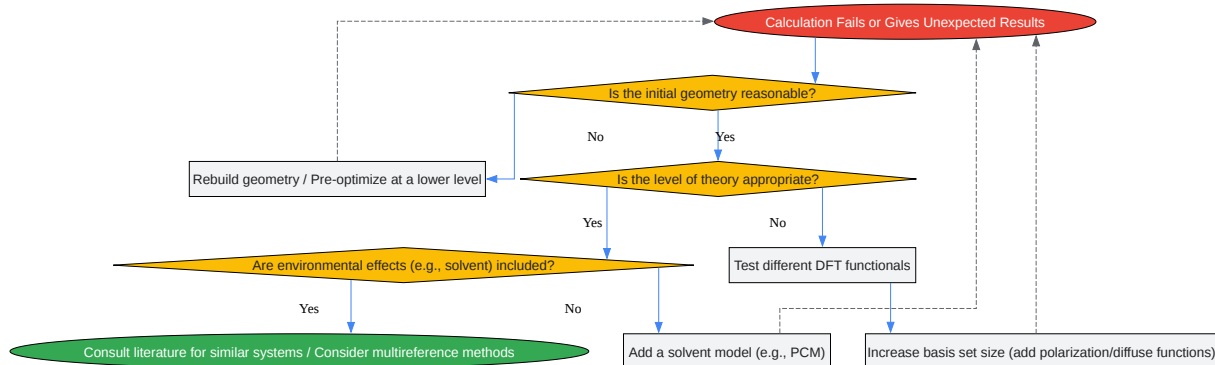 Calculation Fails or Gives Unexpected Results
Is the initial geometry reasonable?
No
Yes
Rebuild geometry / Pre-optimize at a lower level
Is the level of theory appropriate?
Yes
No
Are environmental effects (e.g., solvent) included?
Test different DFT functionals
Yes
No
Consult literature for similar systems / Consider multireference methods
Add a solvent model (e.g., PCM)
Increase basis set size (add polarization/diffuse functions)